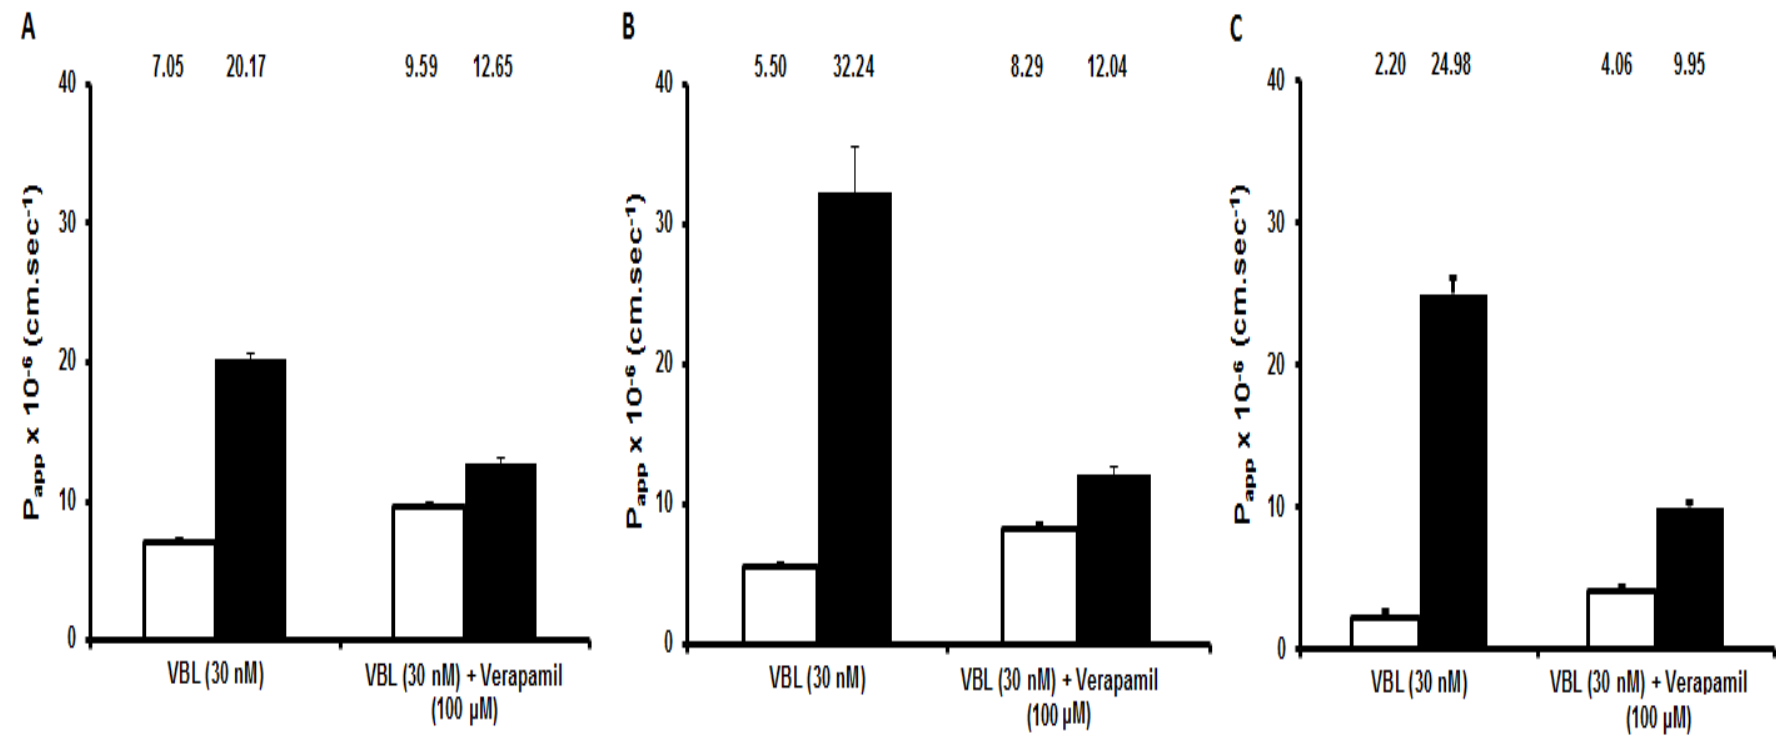 A
7.05 20.17 9.59 12.65
40
30
20
10
0
Papp x 10⁻⁶ (cm.sec⁻¹)
VBL (30 nM)
VBL (30 nM) + Verapamil
(100 µM)
B
5.50 32.24 8.29 12.04
40
30
20
10
0
Papp x 10⁻⁶ (cm.sec⁻¹)
VBL (30 nM)
VBL (30 nM) + Verapamil
(100 µM)
C
2.20 24.98 4.06 9.95
40
30
20
10
0
Papp x 10⁻⁶ (cm.sec⁻¹)
VBL (30 nM)
VBL (30 nM) + Verapamil
(100 µM)